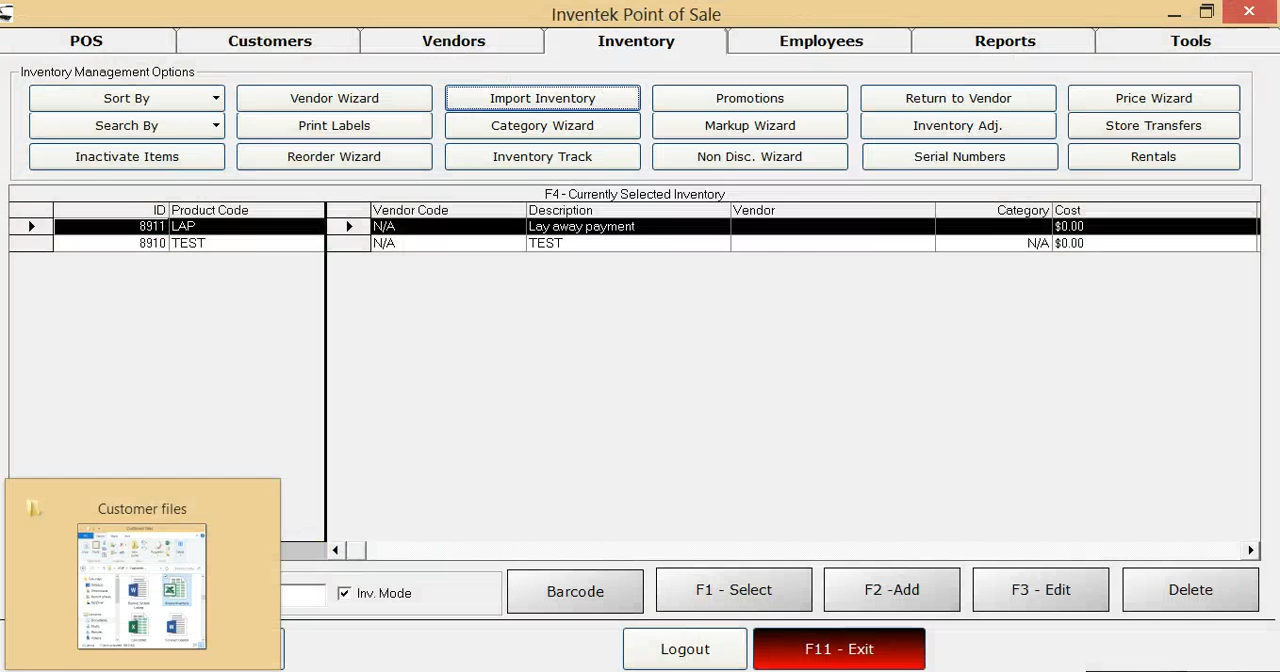 Inventek Point of Sale
POS Customers Vendors Inventory Employees Reports Tools
Inventory Management Options
Sort By Vendor Wizard Import Inventory Promotions Return to Vendor Price Wizard
Search By Print Labels Category Wizard Markup Wizard Inventory Adj. Store Transfers
Inactivate Items Reorder Wizard Inventory Track Non Disc. Wizard Serial Numbers Rentals
F4 - Currently Selected Inventory
ID Product Code Vendor Code Description Vendor Category Cost
8911 LAP N/A Lay away payment $0.00
8910 TEST N/A TEST N/A $0.00
Customer files
Inv. Mode Barcode F1 - Select F2 -Add F3 - Edit Delete
Logout F11 - Exit